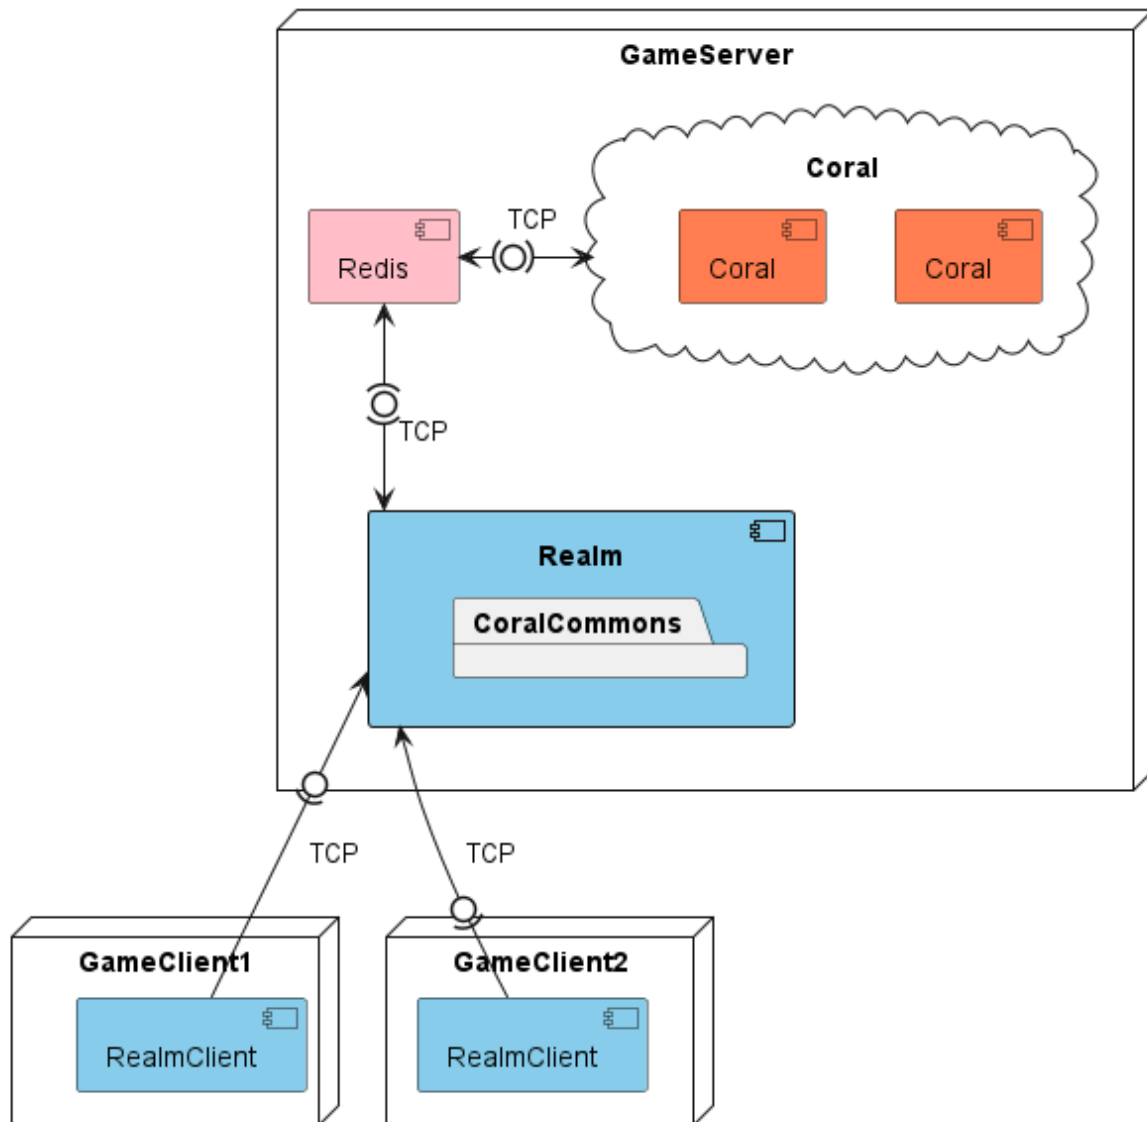 GameServer
Coral
TCP
Redis
Coral
Coral
TCP
Realm
CoralCommons
TCP
TCP
GameClient1
GameClient2
RealmClient
RealmClient